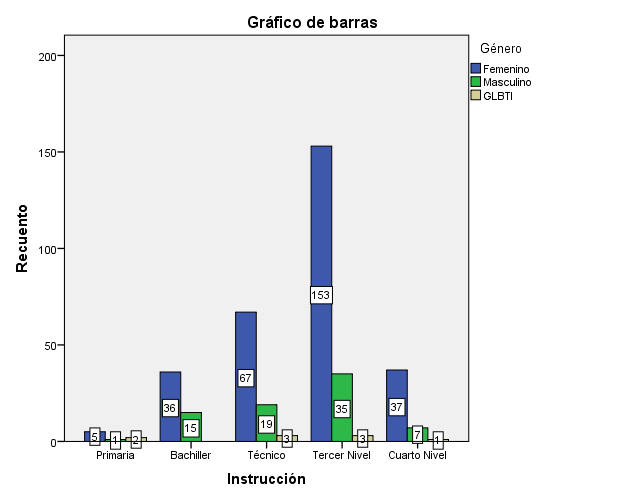 Gráfico de barras
Género
Femenino
Masculino
GLBTI
Recuento
200
150
100
50
0
5
1
2
36
15
67
19
3
153
35
3
37
7
1
Primaria
Bachiller
Técnico
Tercer Nivel
Cuarto Nivel
Instrucción